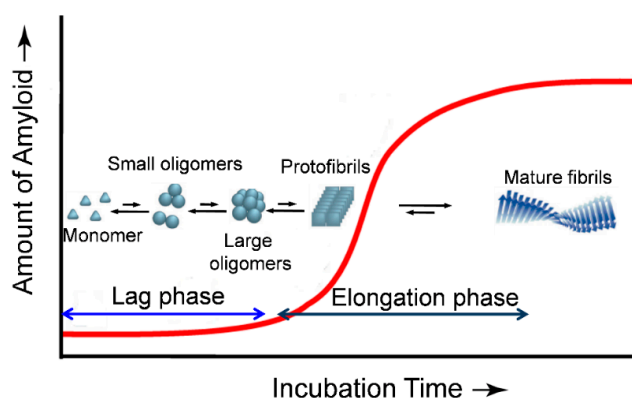 Amount of Amyloid →
Small oligomers
Protofibrils
Mature fibrils
Monomer
Large
oligomers
Lag phase
Elongation phase
Incubation Time →